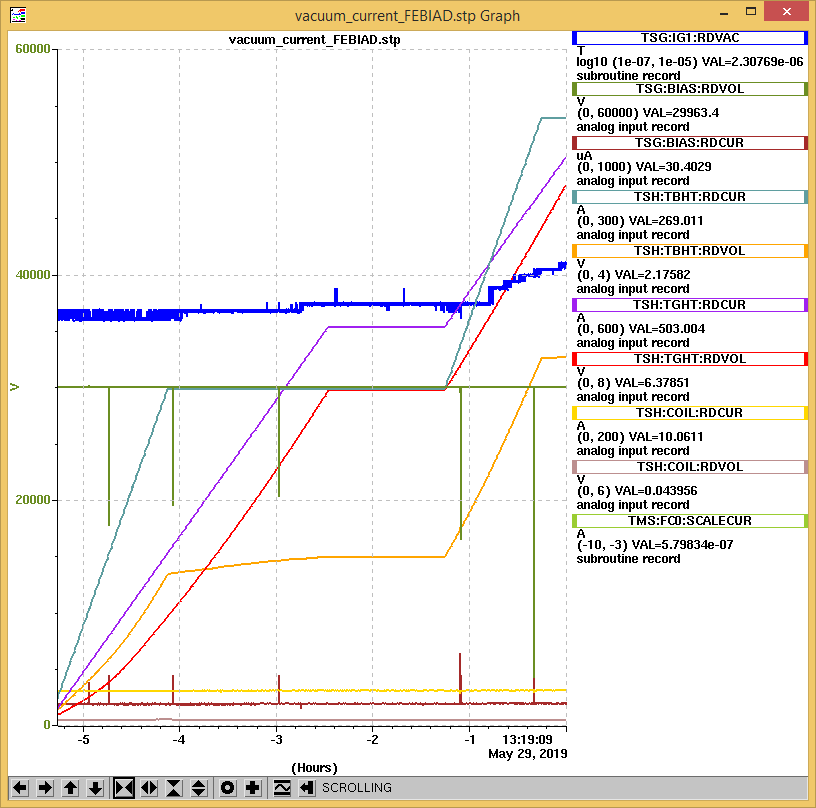 vacuum_current_FEBIAD.stp Graph
vacuum_current_FEBIAD.stp
60000
40000
V
20000
0
-5 -4 -3 -2 -1 13:19:09
May 29, 2019
(Hours)
TSG:IG1:RDVAC
T
log10 (1e-07, 1e-05) VAL=2.30769e-06
subroutine record
TSG:BIAS:RDVOL
V
(0, 60000) VAL=29963.4
analog input record
TSG:BIAS:RDCUR
uA
(0, 1000) VAL=30.4029
analog input record
TSH:TBHT:RDCUR
A
(0, 300) VAL=269.011
analog input record
TSH:TBHT:RDVOL
V
(0, 4) VAL=2.17582
analog input record
TSH:TGHT:RDCUR
A
(0, 600) VAL=503.004
analog input record
TSH:TGHT:RDVOL
V
(0, 8) VAL=6.37851
analog input record
TSH:COIL:RDCUR
A
(0, 200) VAL=10.0611
analog input record
TSH:COIL:RDVOL
V
(0, 6) VAL=0.043956
analog input record
TMS:FC0:SCALECUR
A
(-10, -3) VAL=5.79834e-07
subroutine record
SCROLLING